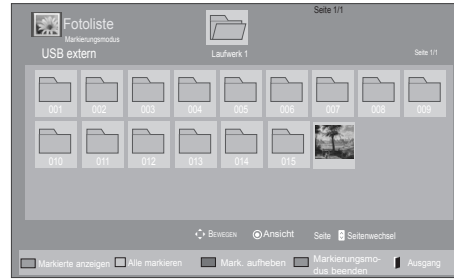 Seite 1/1
Fotoliste
Markierungsmodus
USB extern
Laufwerk 1
Seite 1/1
001 002 003 004 005 006 007 008 009
010 011 012 013 014 015
BEWEGEN Ansicht Seite Seitenwechsel
Markierte anzeigen Alle markieren Mark. aufheben Markierungsmo-
dus beenden Ausgang